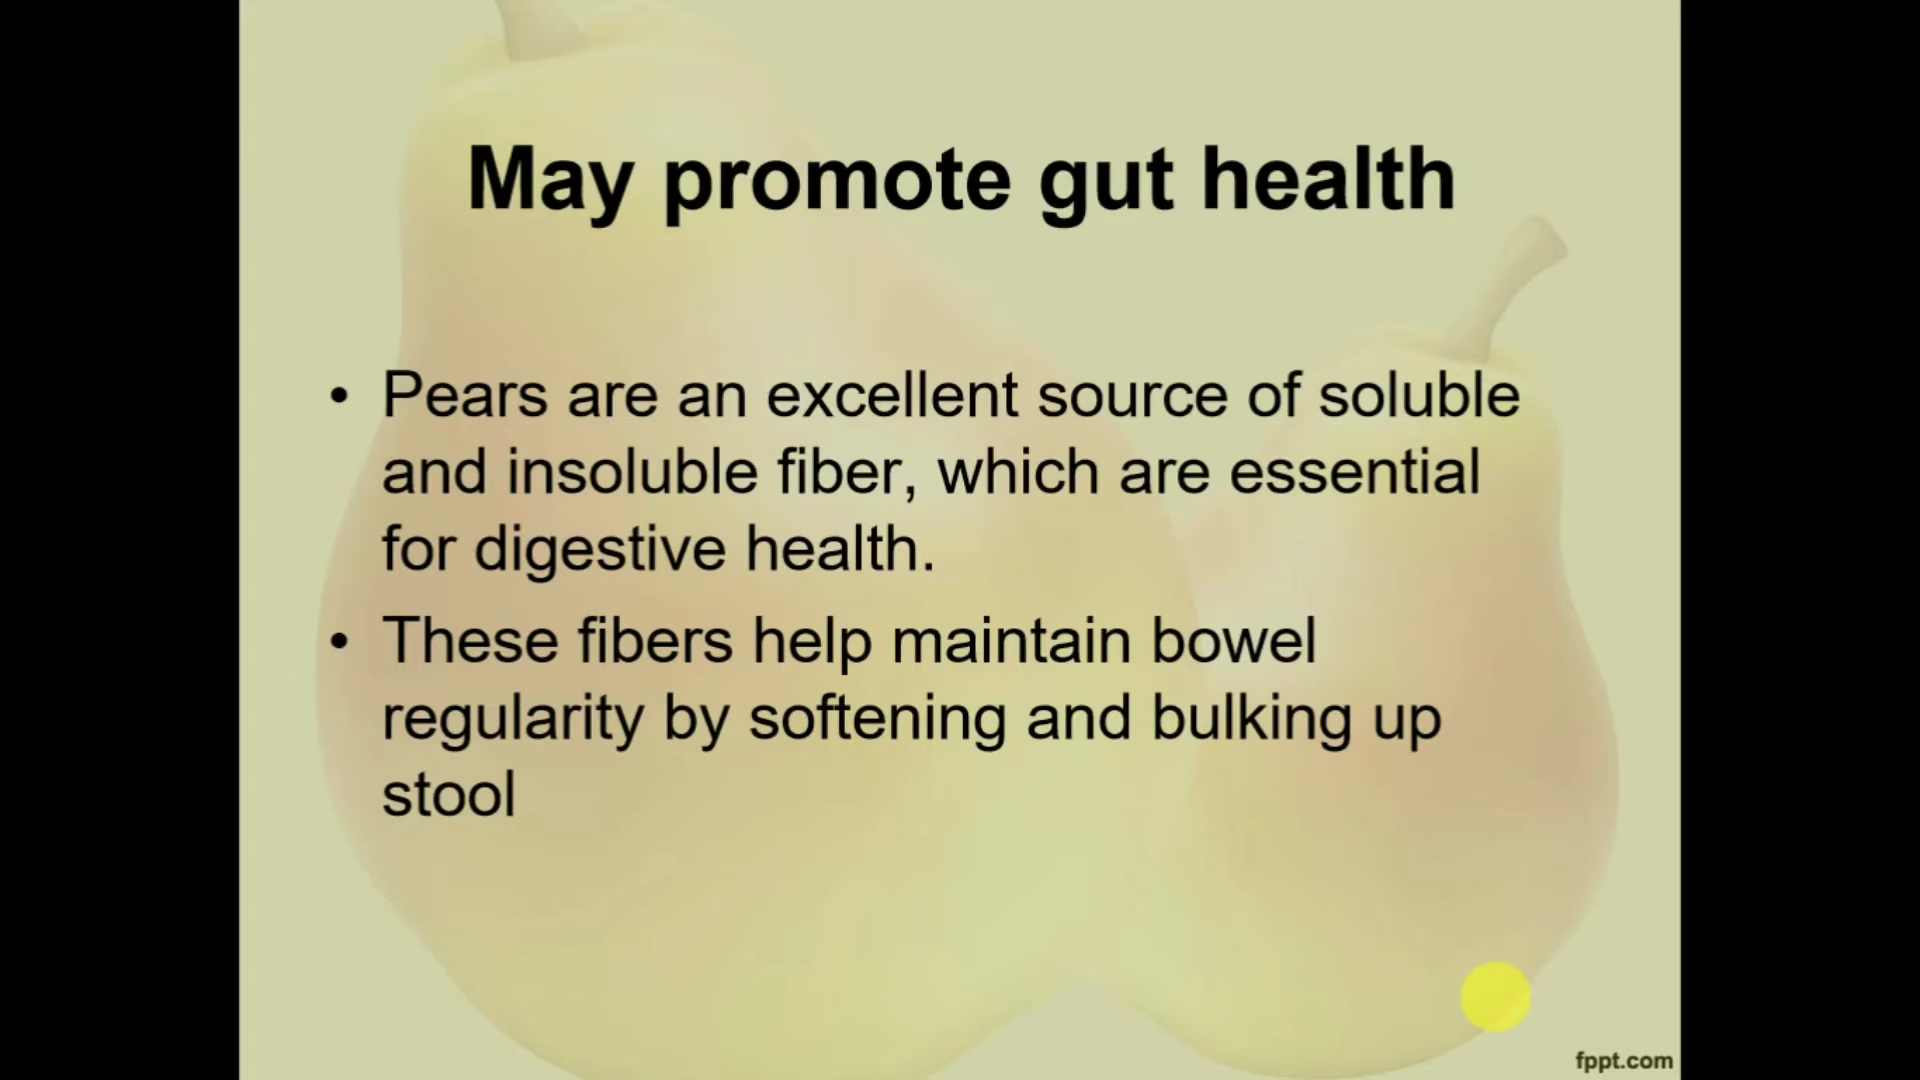 May promote gut health
• Pears are an excellent source of soluble
and insoluble fiber, which are essential
for digestive health.
• These fibers help maintain bowel
regularity by softening and bulking up
stool
fppt.com